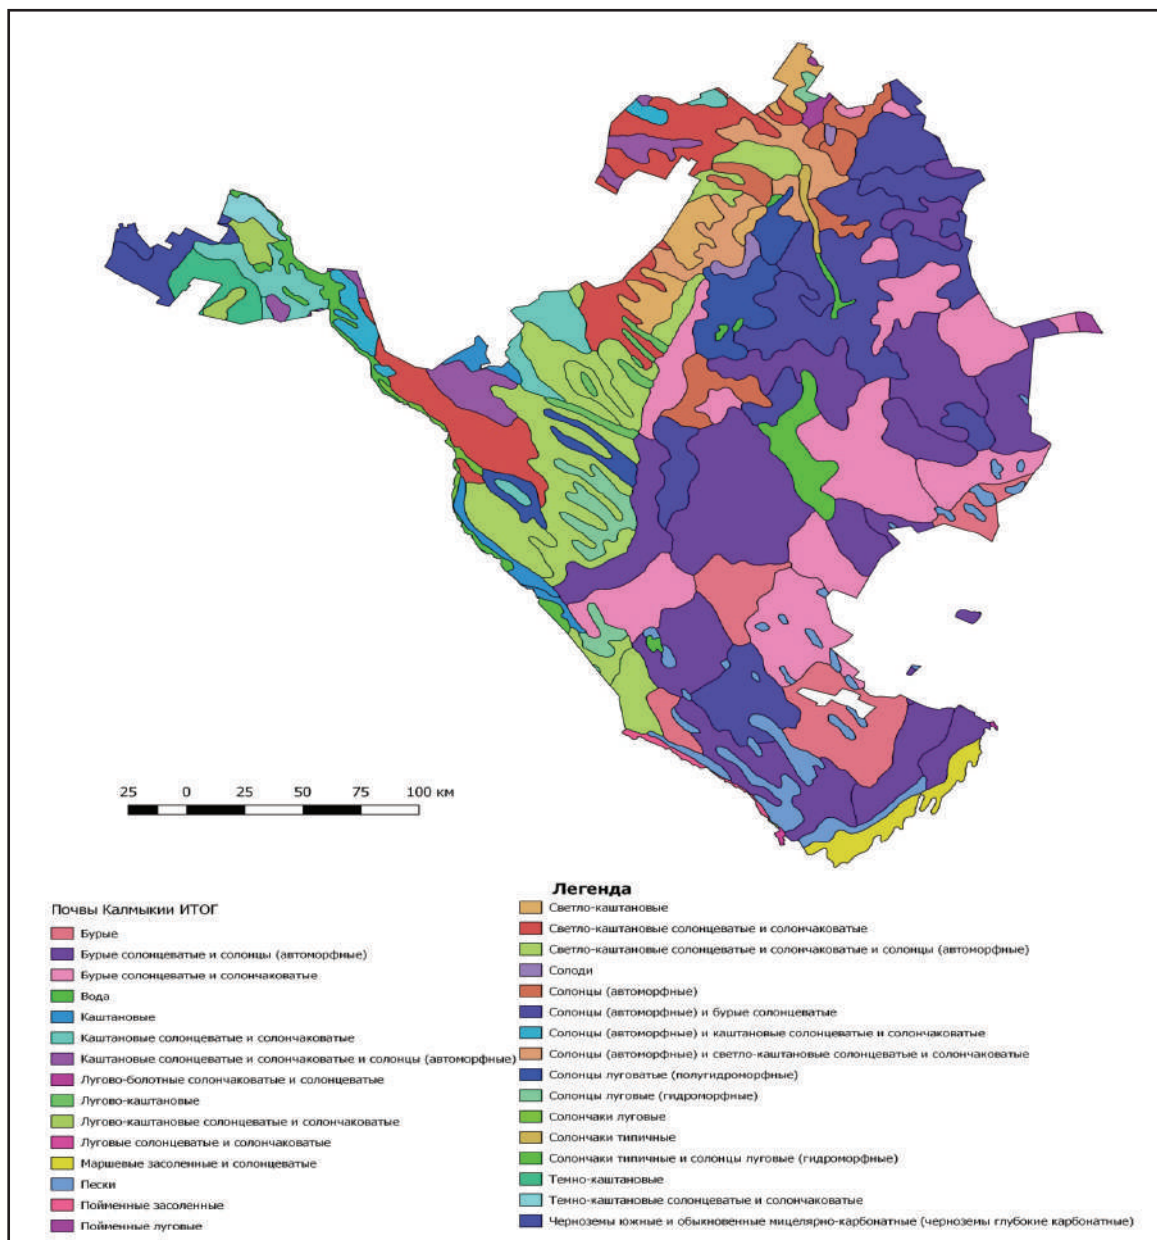 25 0 25 50 75 100 км
Легенда
Почвы Калмыкии ИТОГ
Бурые
Бурые солонцеватые и солонцы (автоморфные)
Бурые солонцеватые и солончаковатые
Вода
Каштановые
Каштановые солонцеватые и солончаковатые
Каштановые солонцеватые и солончаковатые и солонцы (автоморфные)
Лугово-болотные солончаковатые и солонцеватые
Лугово-каштановые
Лугово-каштановые солонцеватые и солончаковатые
Луговые солонцеватые и солончаковатые
Маршевые засоленные и солонцеватые
Пески
Пойменные засоленные
Пойменные луговые
Светло-каштановые
Светло-каштановые солонцеватые и солончаковатые
Светло-каштановые солонцеватые и солончаковатые и солонцы (автоморфные)
Солоди
Солонцы (автоморфные)
Солонцы (автоморфные) и бурые солонцеватые
Солонцы (автоморфные) и каштановые солонцеватые и солончаковатые
Солонцы (автоморфные) и светло-каштановые солонцеватые и солончаковатые
Солонцы луговатые (полугидроморфные)
Солонцы луговые (гидроморфные)
Солончаки луговые
Солончаки типичные
Солончаки типичные и солонцы луговые (гидроморфные)
Темно-каштановые
Темно-каштановые солонцеватые и солончаковатые
Черноземы южные и обыкновенные мицелярно-карбонатные (черноземы глубокие карбонатные)